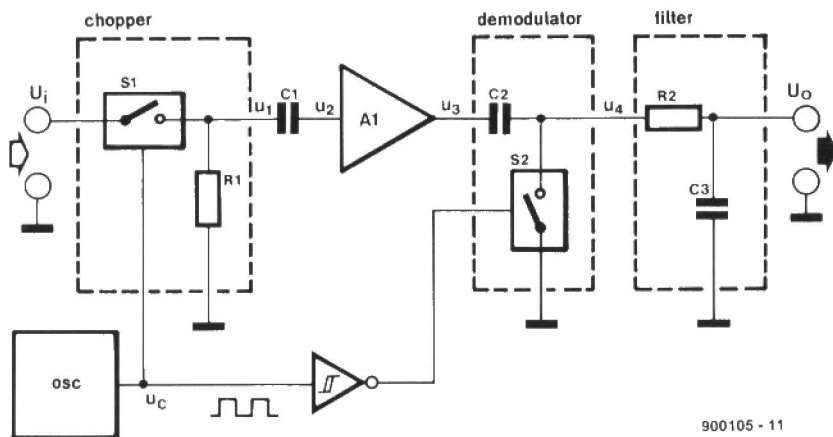 chopper
demodulator
filter
Ui
S1
u1
C1
u2
A1
u3
C2
u4
R2
Uo
R1
S2
C3
osc
uC
900105 - 11